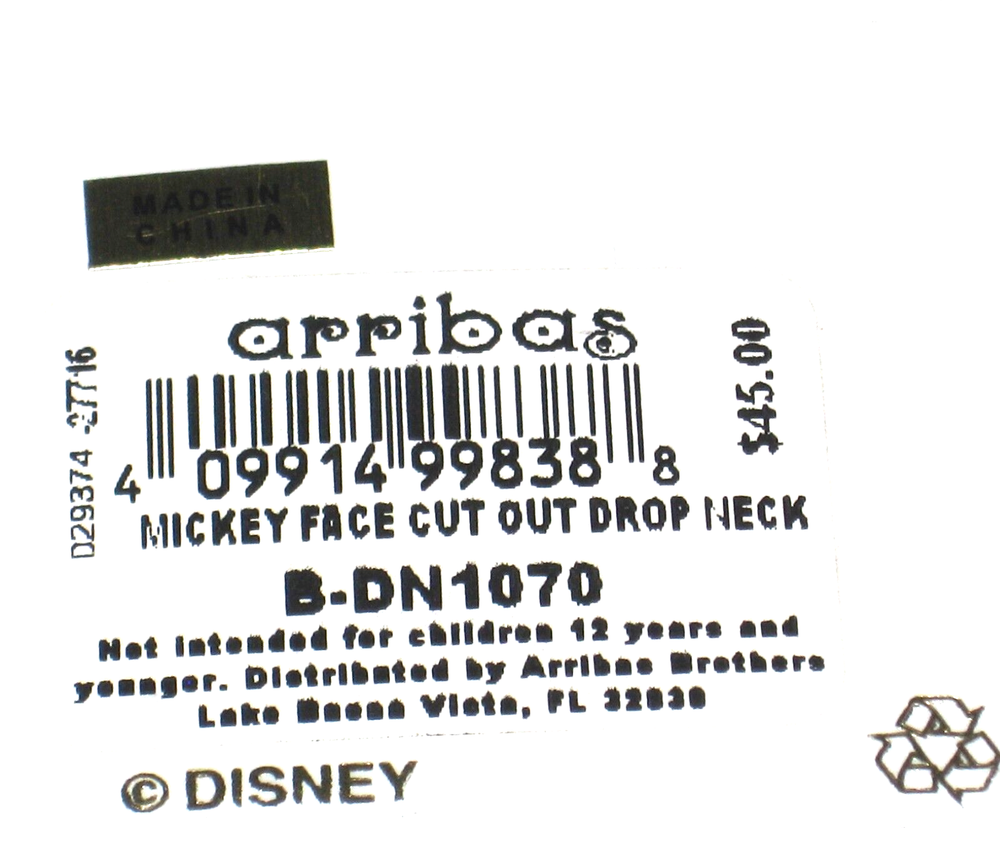 MADE IN
CHINA
arribas
D29374 -27716
$45.00
4 09914 99838 8
MICKEY FACE CUT OUT DROP NECK
B-DN1070
Not intended for children 12 years and
younger. Distributed by Arribas Brothers
Lake Buena Vista, FL 32830
© DISNEY